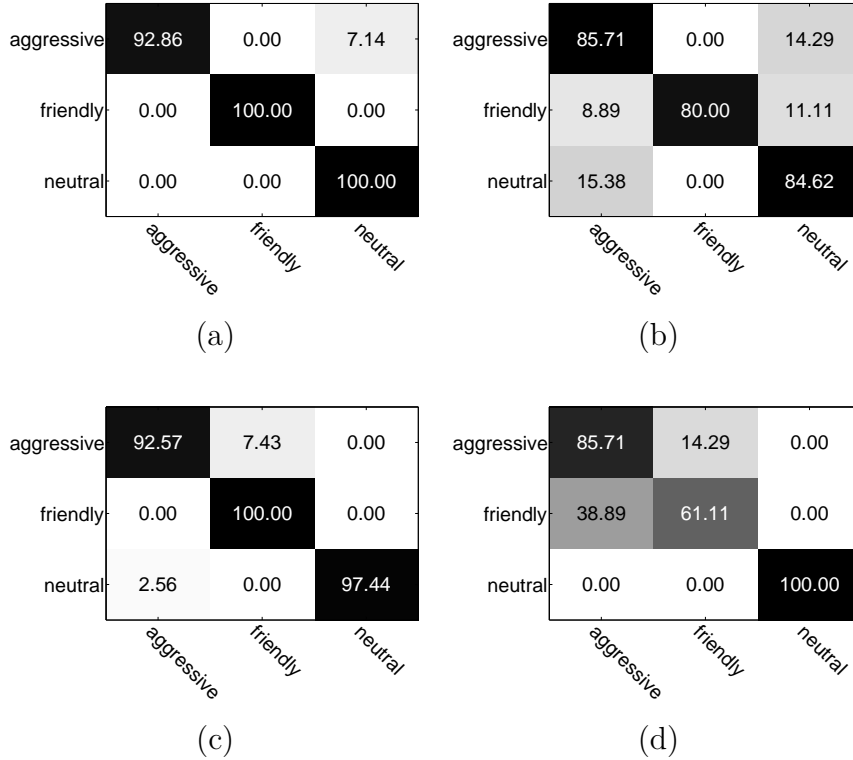 aggressive 92.86 0.00 7.14
friendly 0.00 100.00 0.00
neutral 0.00 0.00 100.00
aggressive friendly neutral
(a)
aggressive 85.71 0.00 14.29
friendly 8.89 80.00 11.11
neutral 15.38 0.00 84.62
aggressive friendly neutral
(b)
aggressive 92.57 7.43 0.00
friendly 0.00 100.00 0.00
neutral 2.56 0.00 97.44
aggressive friendly neutral
(c)
aggressive 85.71 14.29 0.00
friendly 38.89 61.11 0.00
neutral 0.00 0.00 100.00
aggressive friendly neutral
(d)